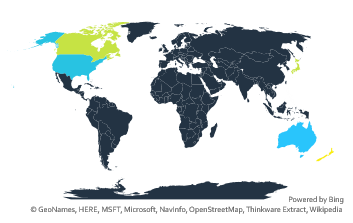 Powered by Bing
© GeoNames, HERE, MSFT, Microsoft, NavInfo, OpenStreetMap, Thinkware Extract, Wikipedia